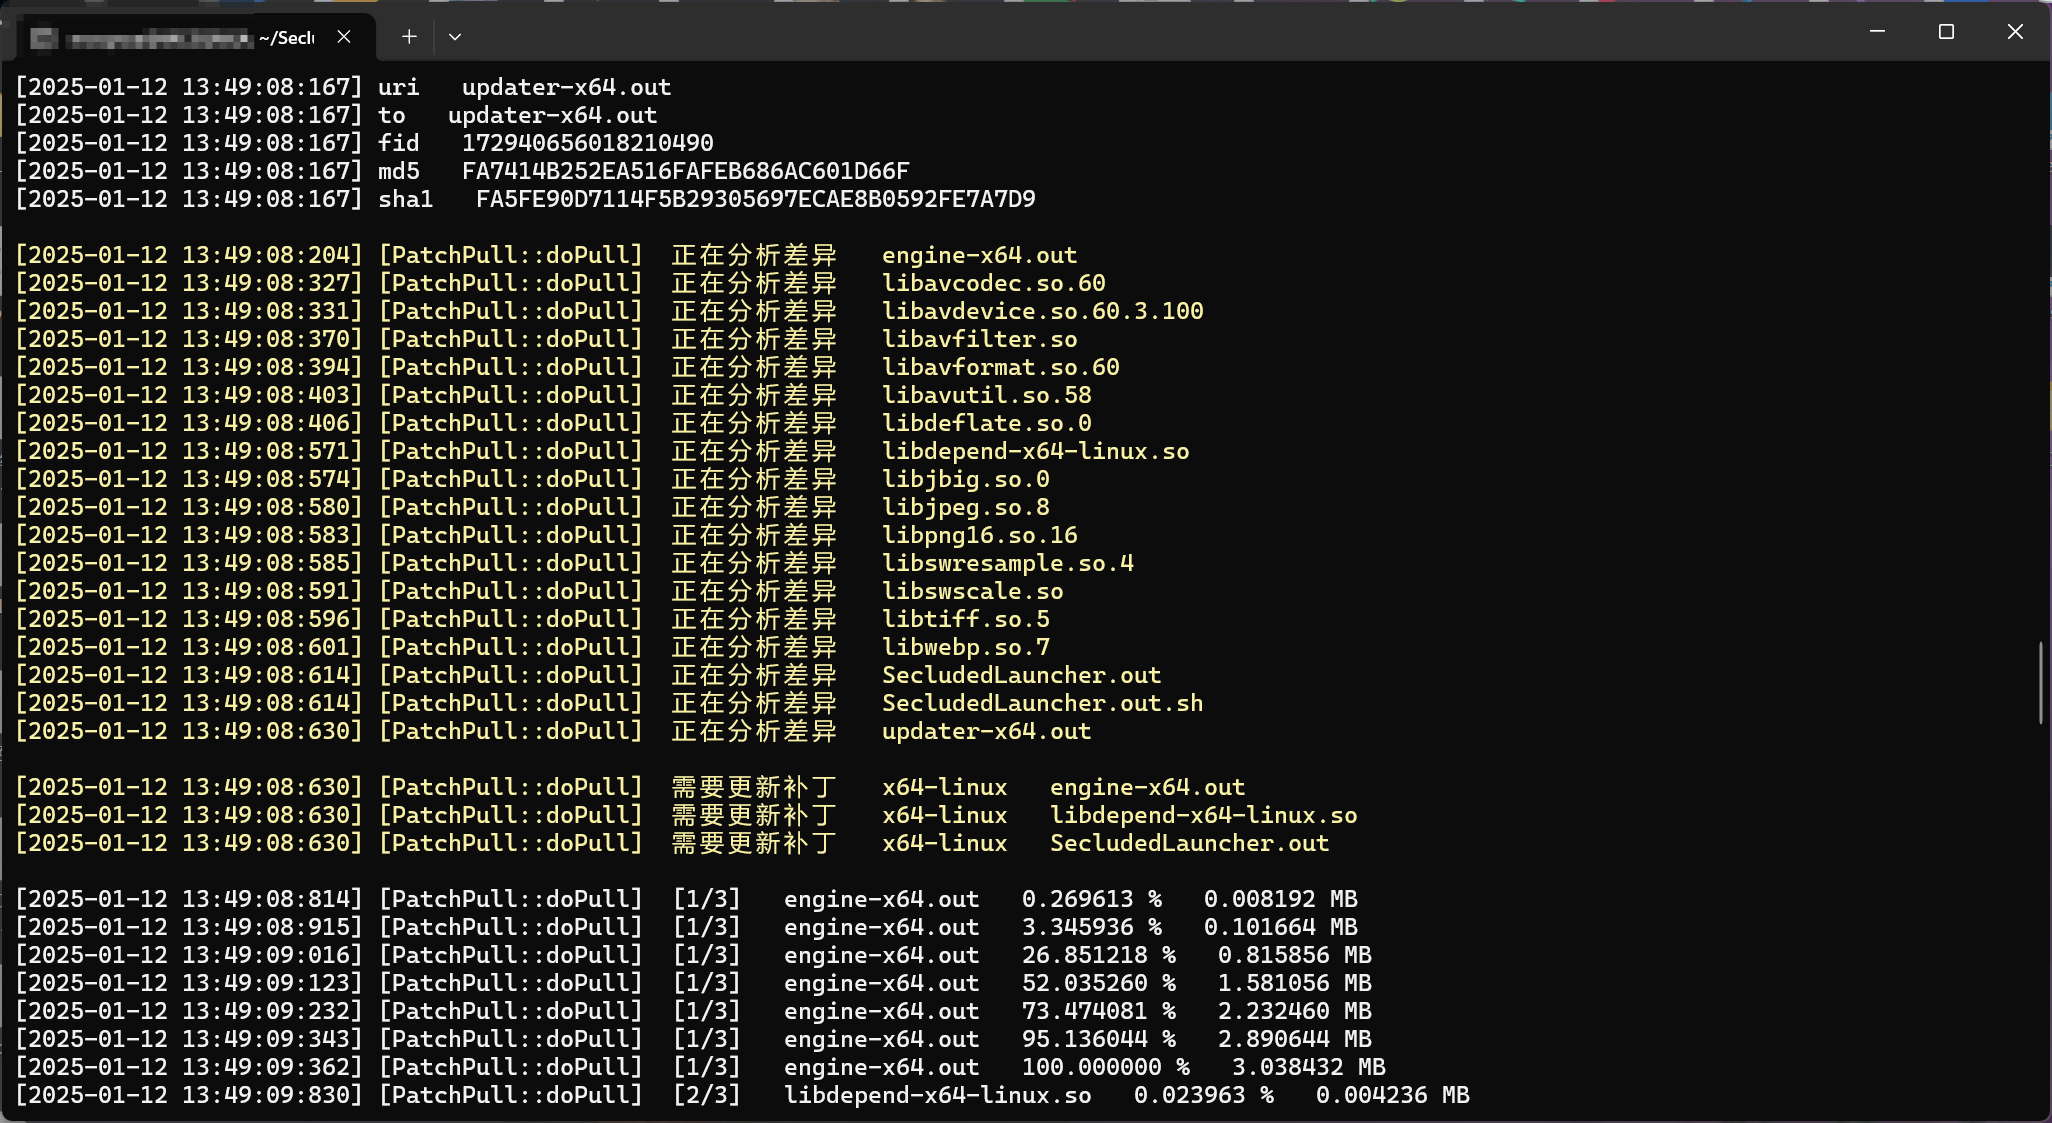 ~/Seclu
[2025-01-12 13:49:08:167] uri   updater-x64.out
[2025-01-12 13:49:08:167] to   updater-x64.out
[2025-01-12 13:49:08:167] fid   172940656018210490
[2025-01-12 13:49:08:167] md5   FA7414B252EA516FAFEB686AC601D66F
[2025-01-12 13:49:08:167] sha1   FA5FE90D7114F5B29305697ECAE8B0592FE7A7D9
[2025-01-12 13:49:08:204] [PatchPull::doPull]  正在分析差异   engine-x64.out
[2025-01-12 13:49:08:327] [PatchPull::doPull]  正在分析差异   libavcodec.so.60
[2025-01-12 13:49:08:331] [PatchPull::doPull]  正在分析差异   libavdevice.so.60.3.100
[2025-01-12 13:49:08:370] [PatchPull::doPull]  正在分析差异   libavfilter.so
[2025-01-12 13:49:08:394] [PatchPull::doPull]  正在分析差异   libavformat.so.60
[2025-01-12 13:49:08:403] [PatchPull::doPull]  正在分析差异   libavutil.so.58
[2025-01-12 13:49:08:406] [PatchPull::doPull]  正在分析差异   libdeflate.so.0
[2025-01-12 13:49:08:571] [PatchPull::doPull]  正在分析差异   libdepend-x64-linux.so
[2025-01-12 13:49:08:574] [PatchPull::doPull]  正在分析差异   libjbig.so.0
[2025-01-12 13:49:08:580] [PatchPull::doPull]  正在分析差异   libjpeg.so.8
[2025-01-12 13:49:08:583] [PatchPull::doPull]  正在分析差异   libpng16.so.16
[2025-01-12 13:49:08:585] [PatchPull::doPull]  正在分析差异   libswresample.so.4
[2025-01-12 13:49:08:591] [PatchPull::doPull]  正在分析差异   libswscale.so
[2025-01-12 13:49:08:596] [PatchPull::doPull]  正在分析差异   libtiff.so.5
[2025-01-12 13:49:08:601] [PatchPull::doPull]  正在分析差异   libwebp.so.7
[2025-01-12 13:49:08:614] [PatchPull::doPull]  正在分析差异   SecludedLauncher.out
[2025-01-12 13:49:08:614] [PatchPull::doPull]  正在分析差异   SecludedLauncher.out.sh
[2025-01-12 13:49:08:630] [PatchPull::doPull]  正在分析差异   updater-x64.out
[2025-01-12 13:49:08:630] [PatchPull::doPull]  需要更新补丁   x64-linux   engine-x64.out
[2025-01-12 13:49:08:630] [PatchPull::doPull]  需要更新补丁   x64-linux   libdepend-x64-linux.so
[2025-01-12 13:49:08:630] [PatchPull::doPull]  需要更新补丁   x64-linux   SecludedLauncher.out
[2025-01-12 13:49:08:814] [PatchPull::doPull]  [1/3]   engine-x64.out   0.269613 %   0.008192 MB
[2025-01-12 13:49:08:915] [PatchPull::doPull]  [1/3]   engine-x64.out   3.345936 %   0.101664 MB
[2025-01-12 13:49:09:016] [PatchPull::doPull]  [1/3]   engine-x64.out   26.851218 %   0.815856 MB
[2025-01-12 13:49:09:123] [PatchPull::doPull]  [1/3]   engine-x64.out   52.035260 %   1.581056 MB
[2025-01-12 13:49:09:232] [PatchPull::doPull]  [1/3]   engine-x64.out   73.474081 %   2.232460 MB
[2025-01-12 13:49:09:343] [PatchPull::doPull]  [1/3]   engine-x64.out   95.136044 %   2.890644 MB
[2025-01-12 13:49:09:362] [PatchPull::doPull]  [1/3]   engine-x64.out   100.000000 %   3.038432 MB
[2025-01-12 13:49:09:830] [PatchPull::doPull]  [2/3]   libdepend-x64-linux.so   0.023963 %   0.004236 MB